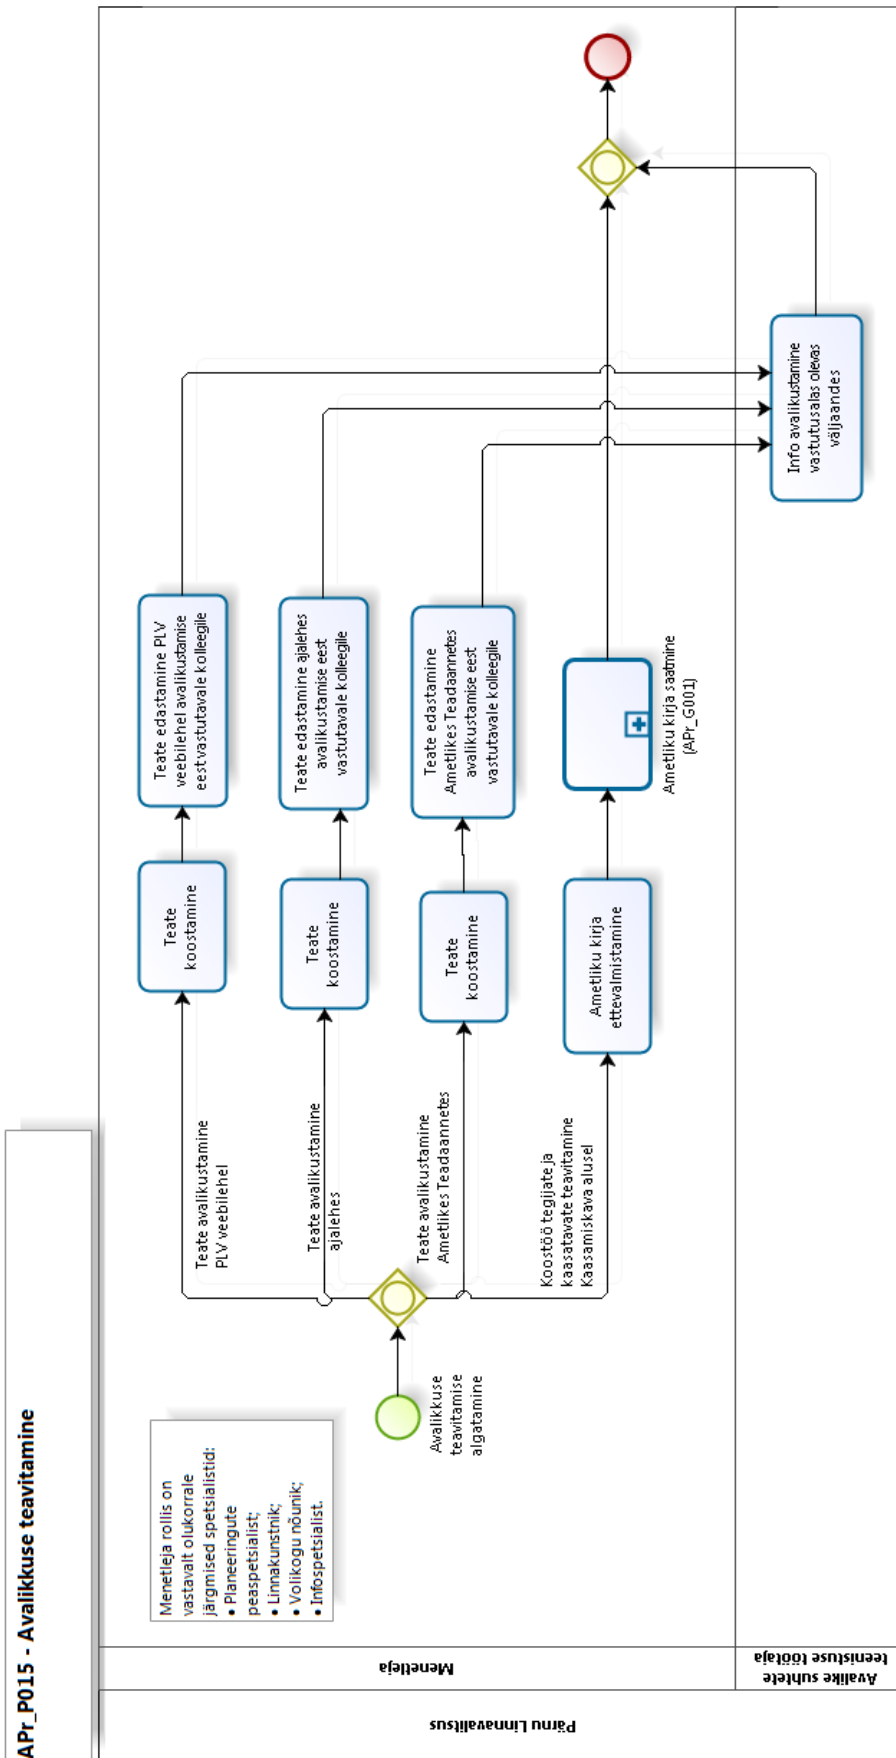 APr_P015 - Avalikkuse teavitamine
Pärnu Linnavalitsus
Menetleja
Avalike suhtete
teenistuse töötaja
Menetleja rollis on
vastavalt olukorrale
järgmised spetsialistid:
• Planeeringute
peaspetsialist;
• Linnakunstnik;
• Volikogu nõunik;
• Infospetsialist.
Avalikkuse
teavitamise
algatamine
Teate avalikustamine
PLV veebilehel
Teate
koostamine
Teate edastamine PLV
veebilehel avalikustamise
eest vastutavale kolleegile
Teate avalikustamine
ajalehes
Teate
koostamine
Teate edastamine ajalehes
avalikustamise eest
vastutavale kolleegile
Teate avalikustamine
Ametlikes Teadaannetes
Teate
koostamine
Teate edastamine
Ametlikes Teadaannetes
avalikustamise eest
vastutavale kolleegile
Koostöö tegijate ja
kaasatavate teavitamine
Kaasamiskava alusel
Ametliku kirja
ettevalmistamine
Ametliku kirja saatmine
(APr_G001)
Info avalikustamine
vastutusalas olevas
väljaandes